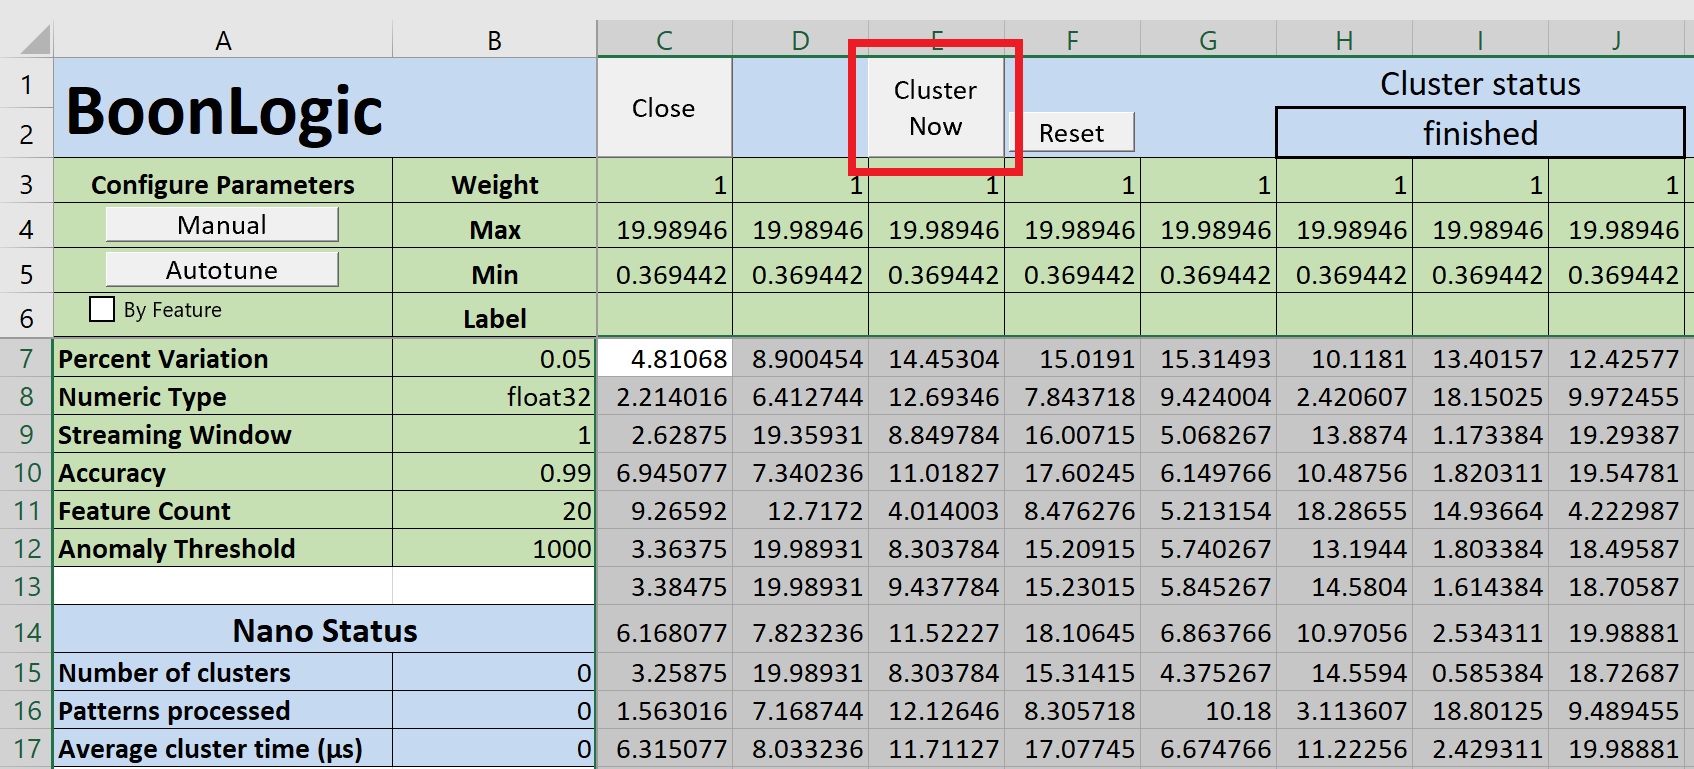 A B C D E F G H I J
1 BoonLogic Close Cluster Now Cluster status
2 Reset finished
3 Configure Parameters Weight 1 1 1 1 1 1 1 1
4 Manual Max 19.98946 19.98946 19.98946 19.98946 19.98946 19.98946 19.98946 19.98946
5 Autotune Min 0.369442 0.369442 0.369442 0.369442 0.369442 0.369442 0.369442 0.369442
6 By Feature Label
7 Percent Variation 0.05 4.81068 8.900454 14.45304 15.0191 15.31493 10.1181 13.40157 12.42577
8 Numeric Type float32 2.214016 6.412744 12.69346 7.843718 9.424004 2.420607 18.15025 9.972455
9 Streaming Window 1 2.62875 19.35931 8.849784 16.00715 5.068267 13.8874 1.173384 19.29387
10 Accuracy 0.99 6.945077 7.340236 11.01827 17.60245 6.149766 10.48756 1.820311 19.54781
11 Feature Count 20 9.26592 12.7172 4.014003 8.476276 5.213154 18.28655 14.93664 4.222987
12 Anomaly Threshold 1000 3.36375 19.98931 8.303784 15.20915 5.740267 13.1944 1.803384 18.49587
13 3.38475 19.98931 9.437784 15.23015 5.845267 14.5804 1.614384 18.70587
14 Nano Status 6.168077 7.823236 11.52227 18.10645 6.863766 10.97056 2.534311 19.98881
15 Number of clusters 0 3.25875 19.98931 8.303784 15.31415 4.375267 14.5594 0.585384 18.72687
16 Patterns processed 0 1.563016 7.168744 12.12646 8.305718 10.18 3.113607 18.80125 9.489455
17 Average cluster time (µs) 0 6.315077 8.033236 11.71127 17.07745 6.674766 11.22256 2.429311 19.98881